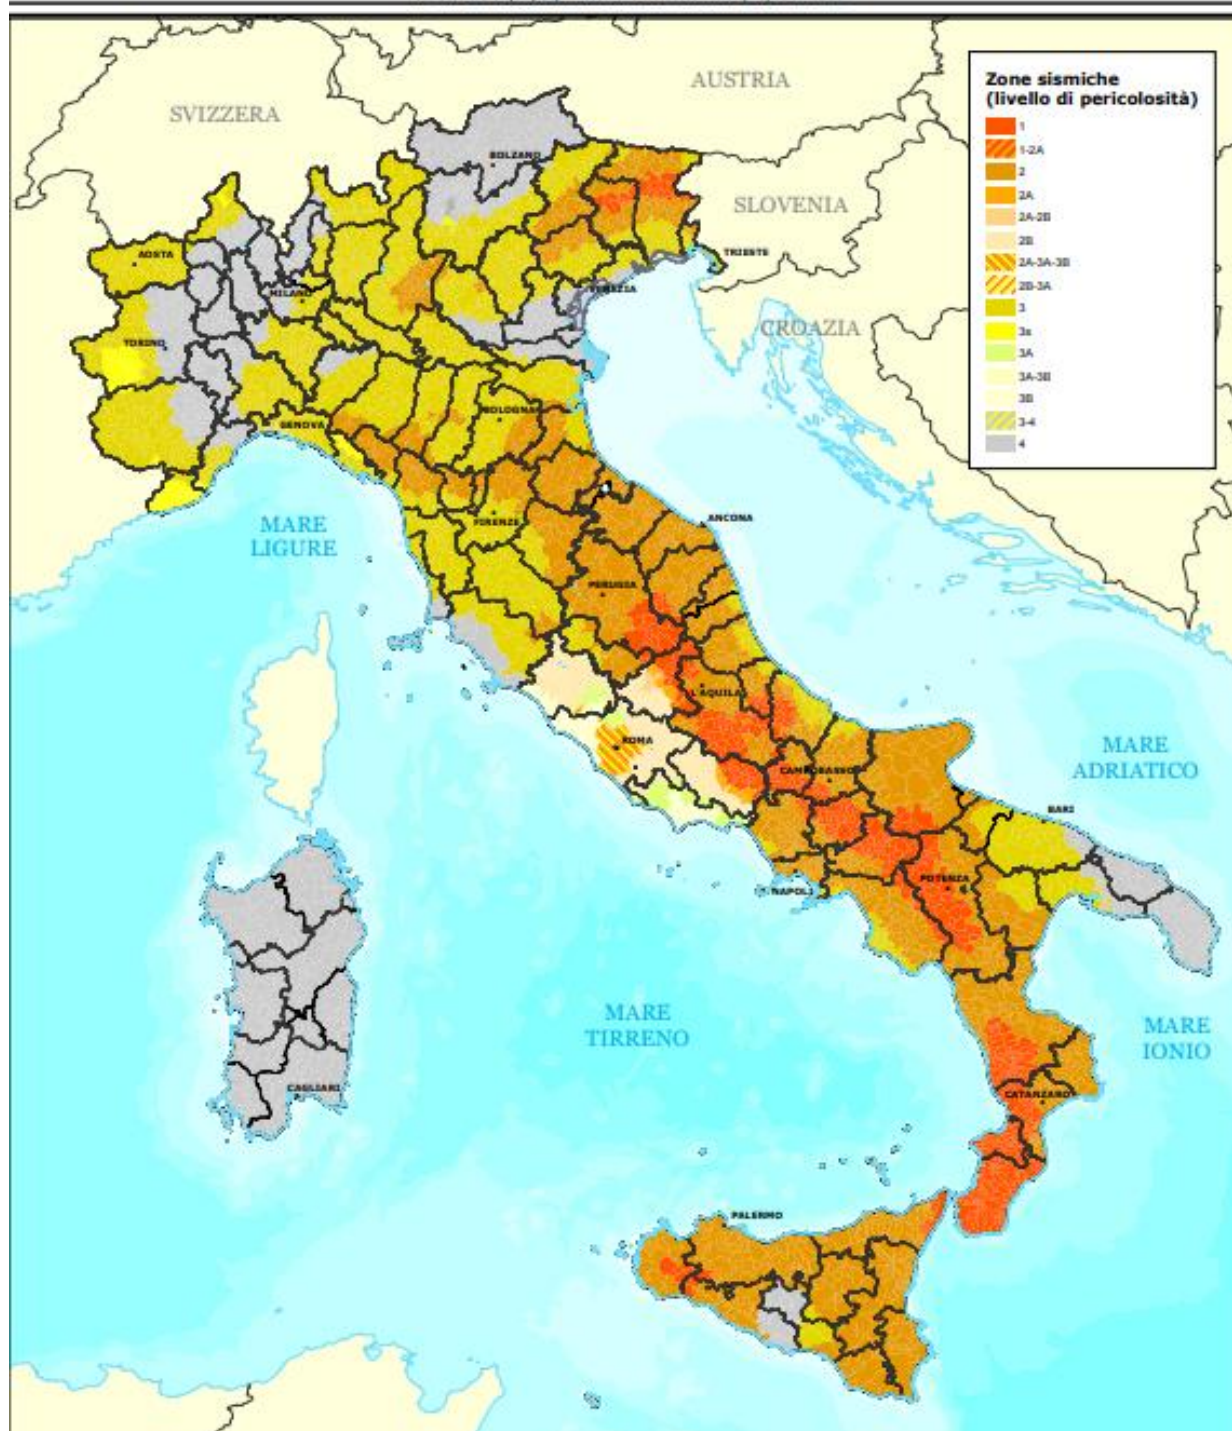 AUSTRIA
SVIZZERA
Zone sismiche
(livello di pericolosità)
1
1-2A
2
2A
2A-2B
2B
2A-3A-3B
2B-3A
3
3s
3A
3A-3B
3B
3-4
4
BOLZANO
SLOVENIA
AOSTA
TRIESTE
MILANO
VENEZIA
CROAZIA
TORINO
BOLOGNA
GENOVA
FIRENZE
ANCONA
MARE
LIGURE
PERUGIA
L'AQUILA
ROMA
CAMPOBASSO
MARE
ADRIATICO
BARI
POTENZA
NAPOLI
MARE
TIRRENO
MARE
IONIO
CAGLIARI
CATANZARO
PALERMO